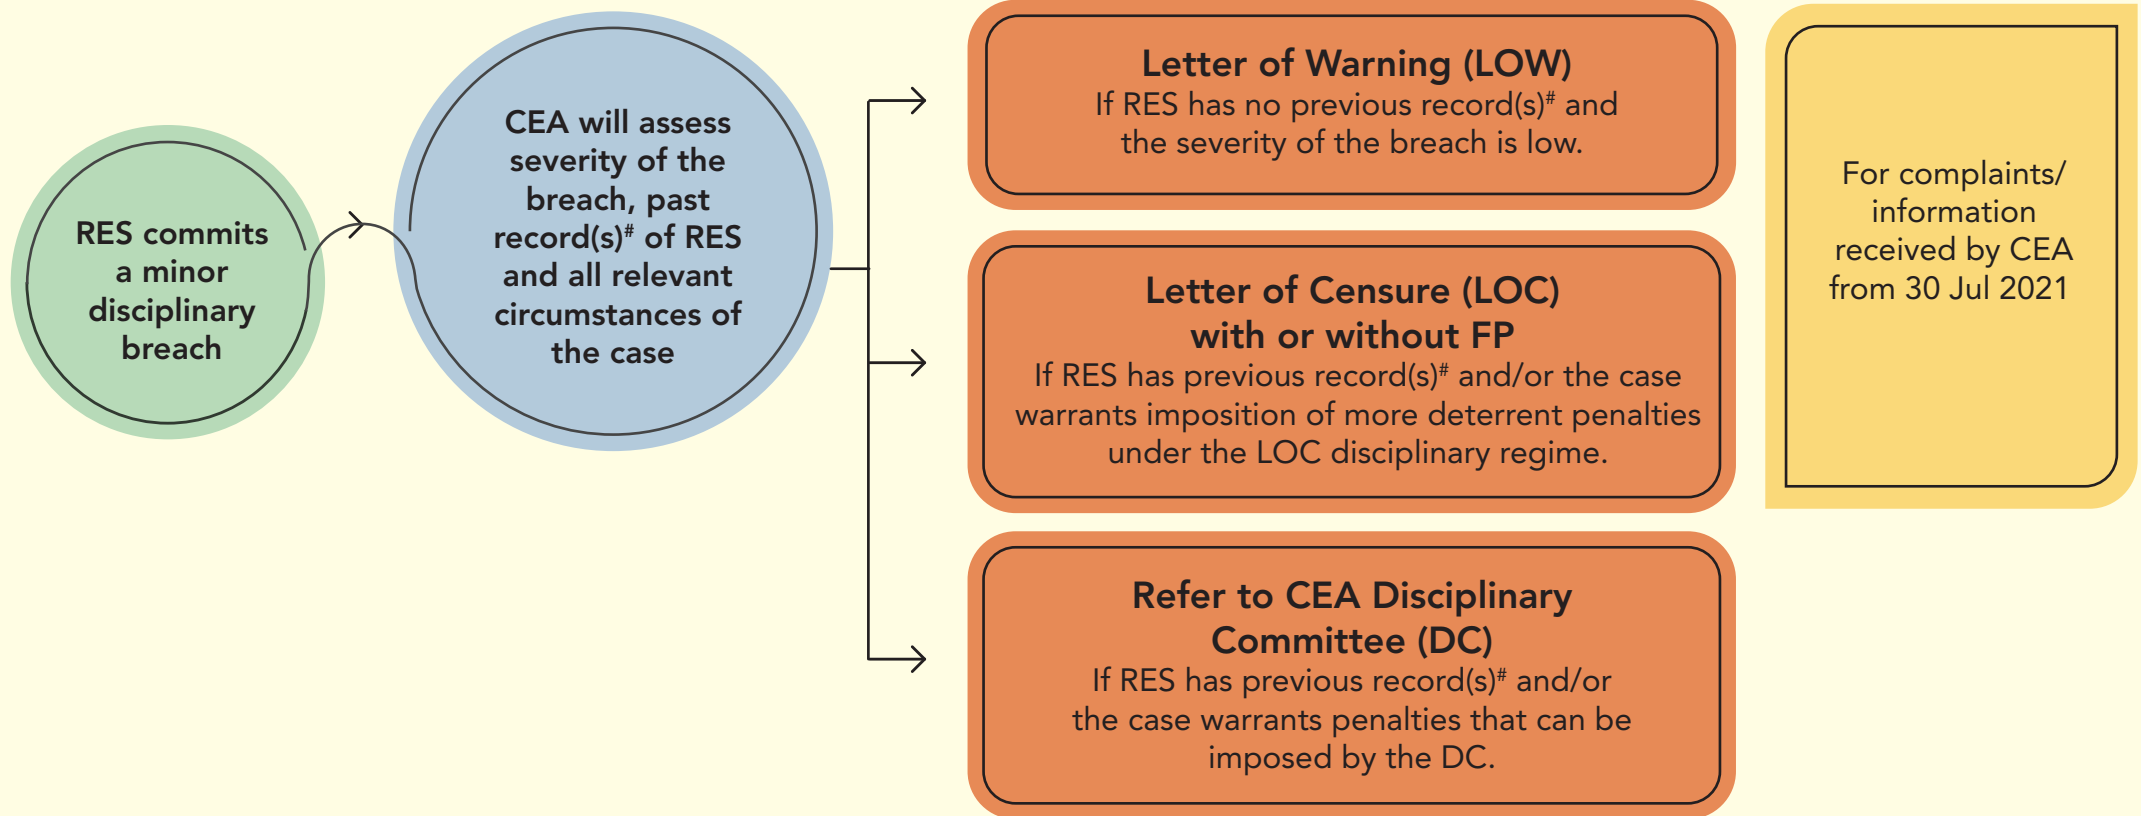 RES commits
a minor
disciplinary
breach
CEA will assess
severity of the
breach, past
record(s)# of RES
and all relevant
circumstances of
the case
Letter of Warning (LOW)
If RES has no previous record(s)# and
the severity of the breach is low.
Letter of Censure (LOC)
with or without FP
If RES has previous record(s)# and/or the case
warrants imposition of more deterrent penalties
under the LOC disciplinary regime.
Refer to CEA Disciplinary
Committee (DC)
If RES has previous record(s)# and/or
the case warrants penalties that can be
imposed by the DC.
For complaints/
information
received by CEA
from 30 Jul 2021